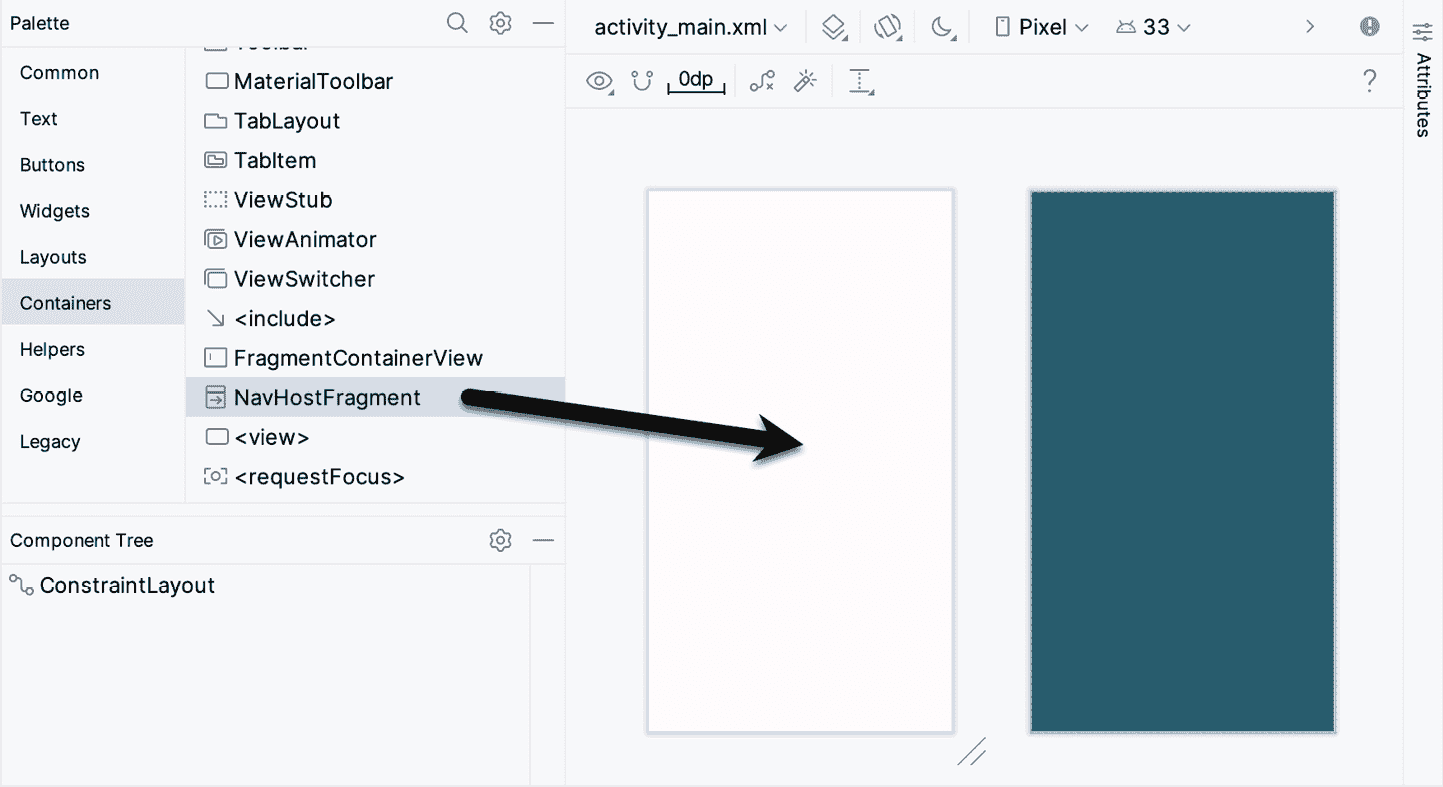 Palette
Common
Text
Buttons
Widgets
Layouts
Containers
Helpers
Google
Legacy
Toolbar
MaterialToolbar
TabLayout
TabItem
ViewStub
ViewAnimator
ViewSwitcher
<include>
FragmentContainerView
NavHostFragment
<view>
<requestFocus>
Component Tree
ConstraintLayout
activity_main.xml Pixel 33
0dp ?
Attributes